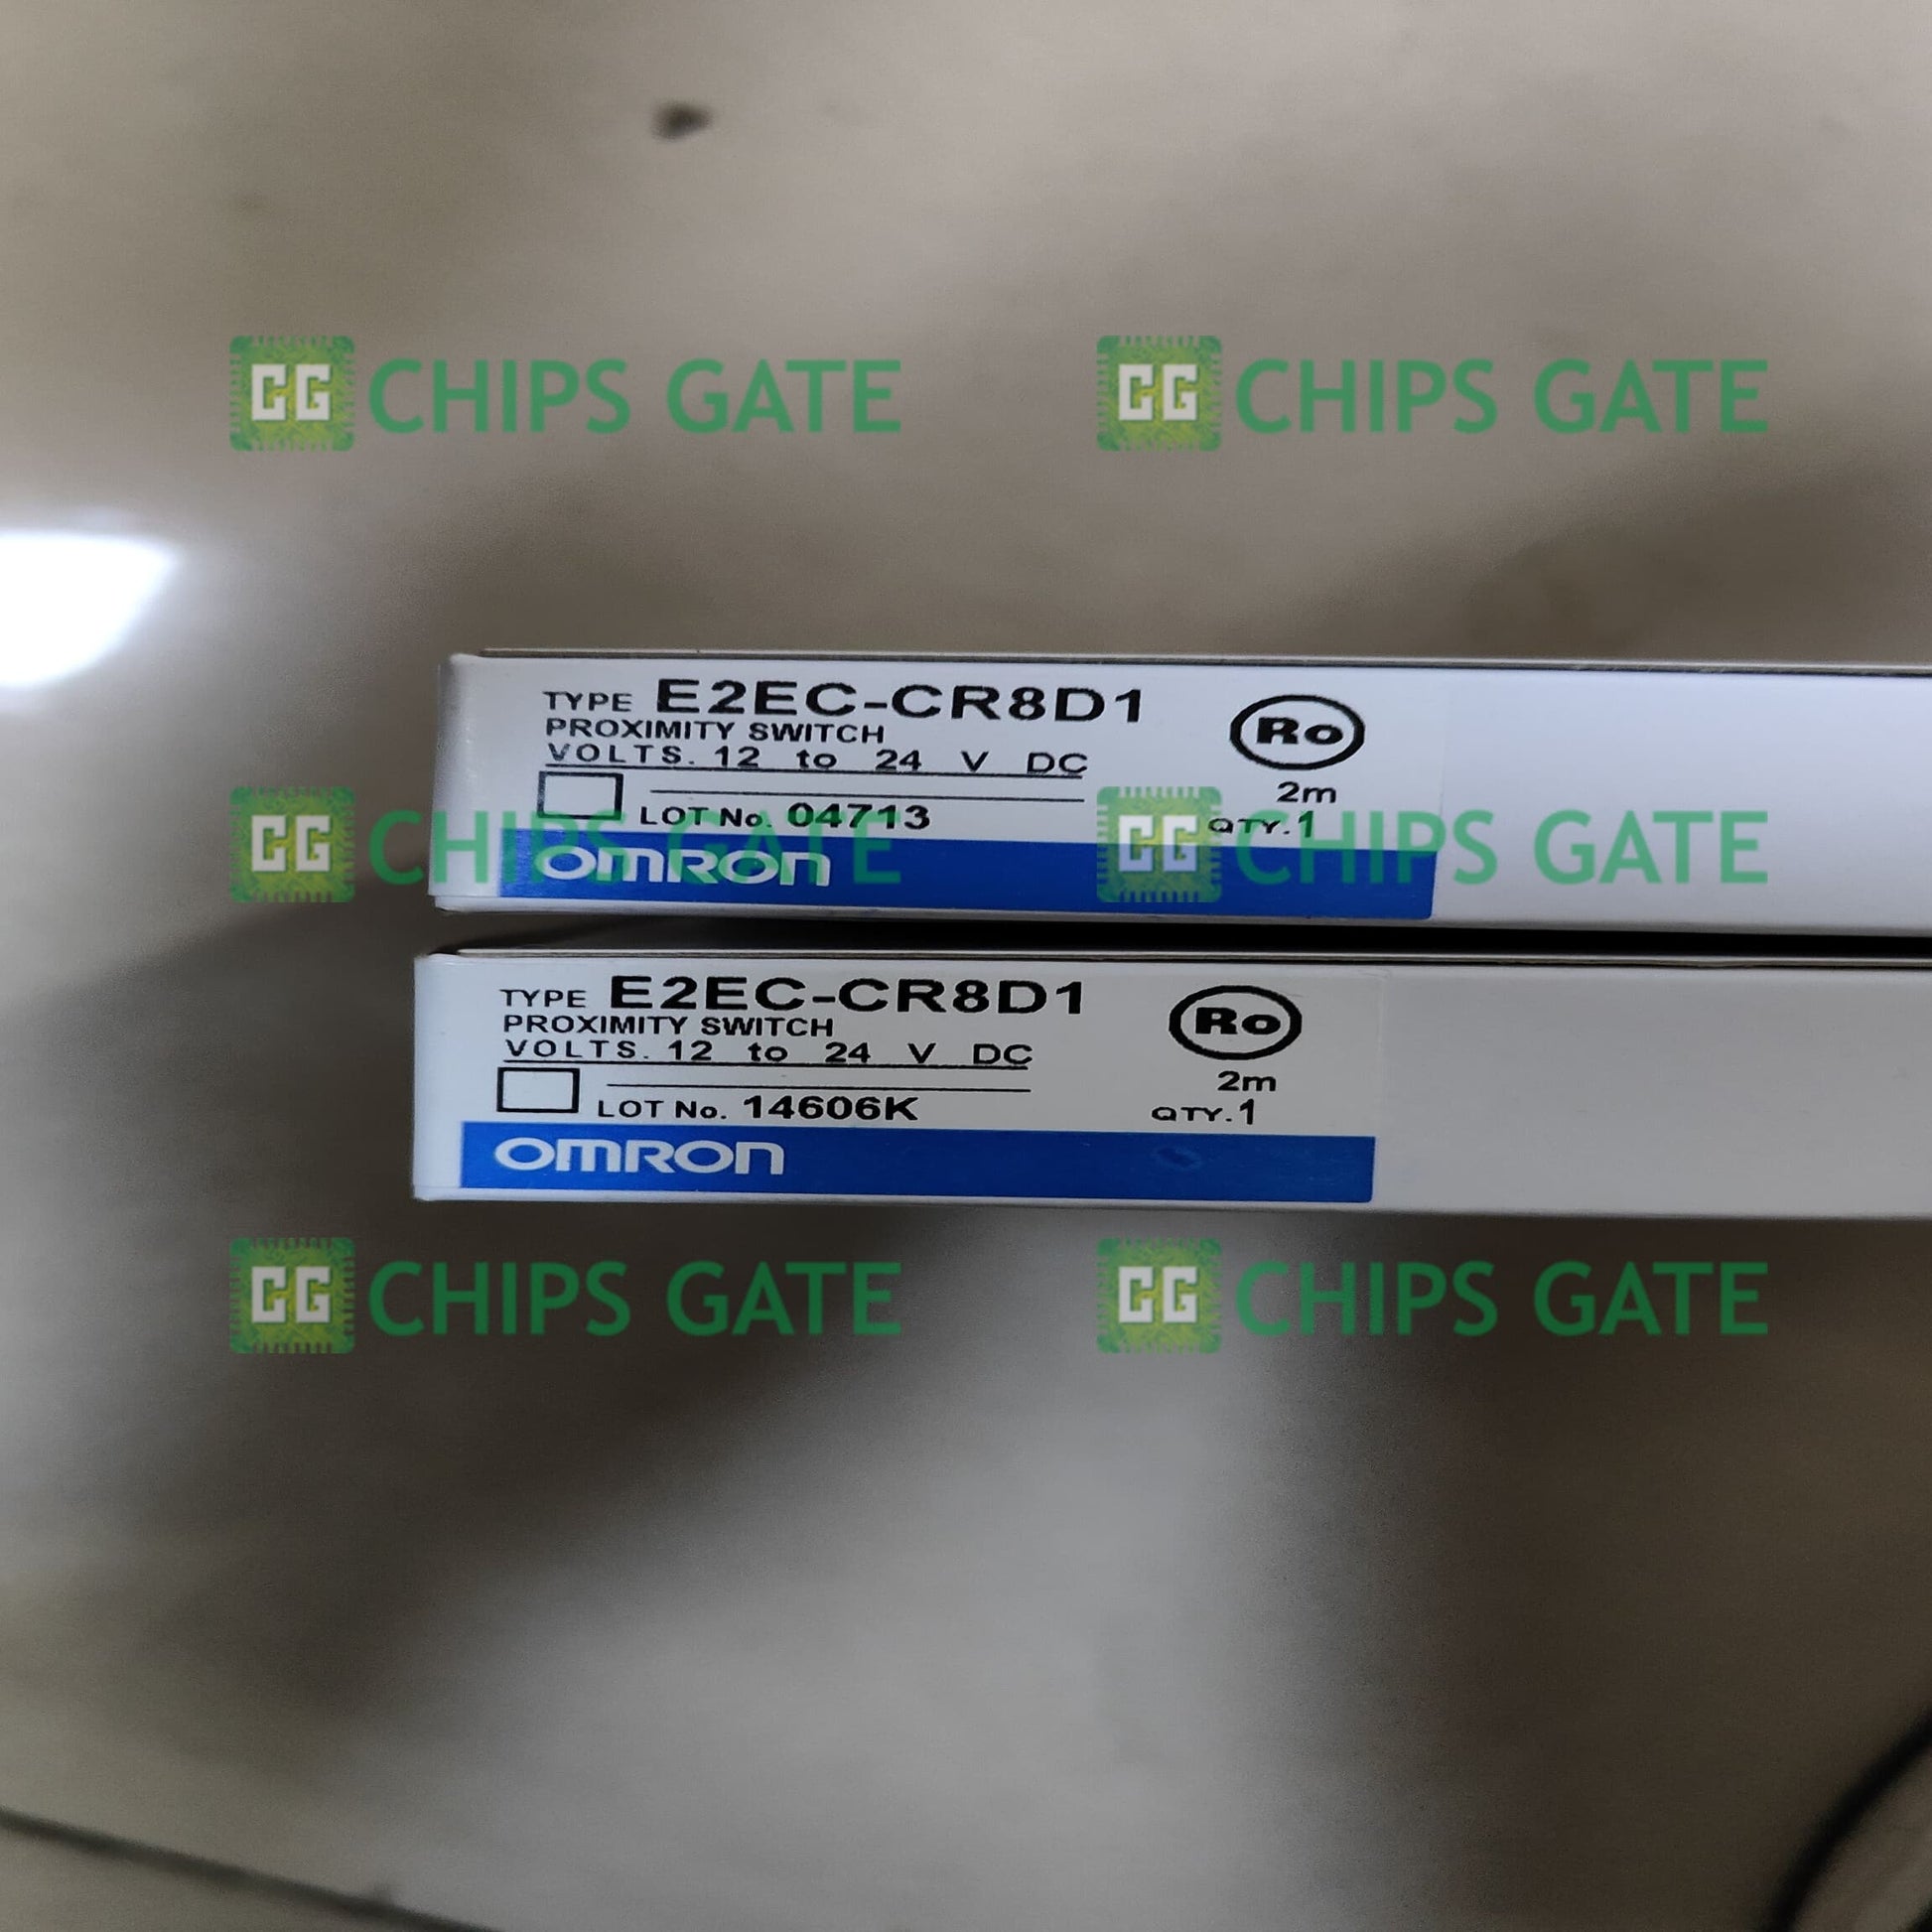 CG CHIPS GATE CG CHIPS GATE
TYPE E2EC-CR8D1
PROXIMITY SWITCH
VOLTS. 12 to 24 V DC
LOT No. 04713
Ro
2m
QTY.1
OMRON
CG CHIPS GATE CG CHIPS GATE
TYPE E2EC-CR8D1
PROXIMITY SWITCH
VOLTS. 12 to 24 V DC
LOT No. 14606K
Ro
2m
QTY.1
OMRON
CG CHIPS GATE CG CHIPS GATE